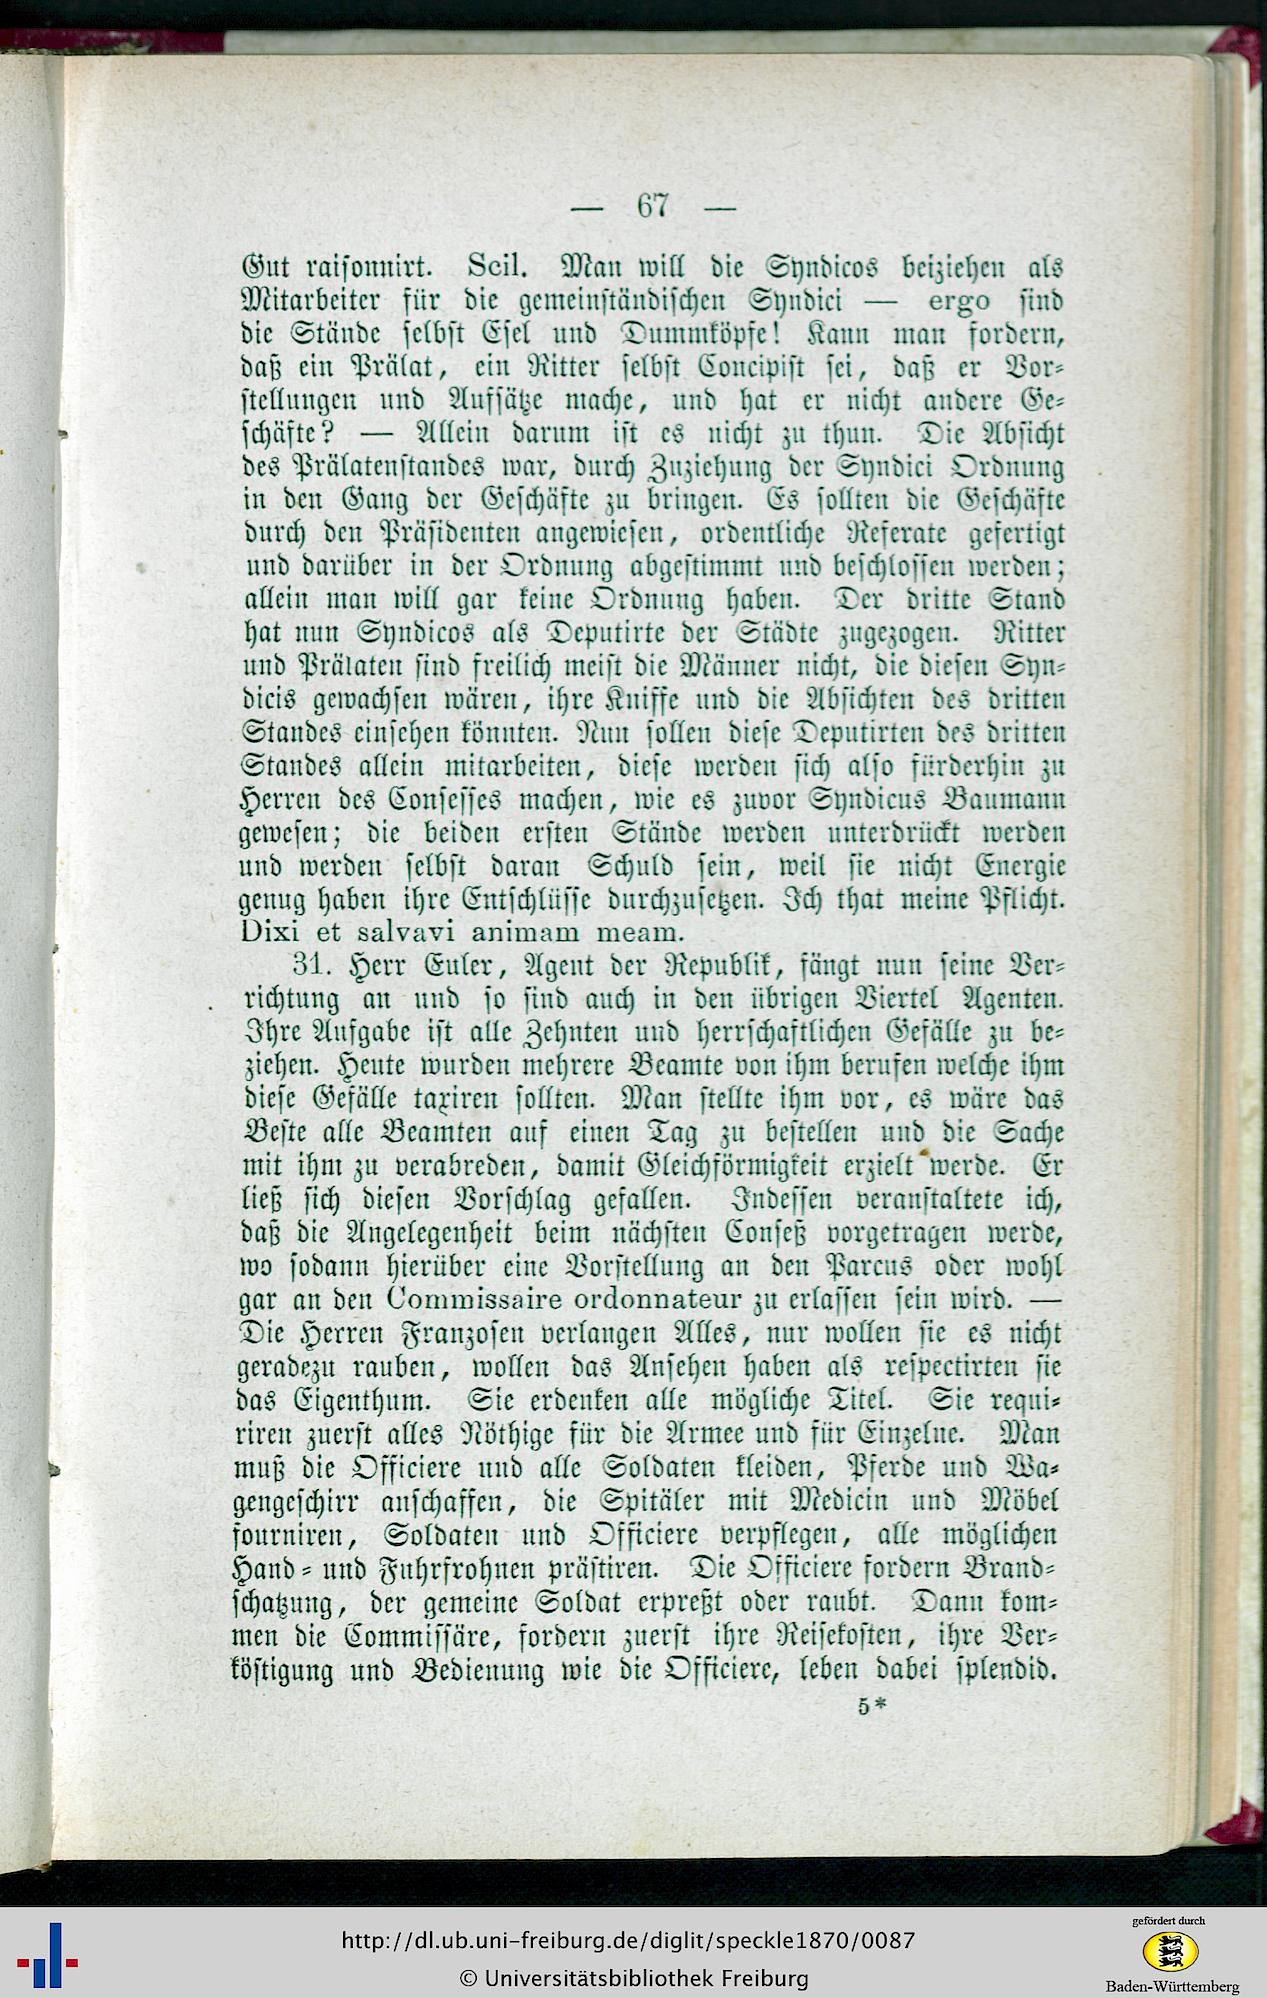 — 67 —
Gut raisonnirt. Scil. Man will die Syndicos beiziehen als
Mitarbeiter für die gemeinständischen Syndici — ergo sind
die Stände selbst Esel und Dummköpfe! Kann man fordern,
daß ein Prälat, ein Ritter selbst Concipist sei, daß er Vor-
stellungen und Aufsätze mache, und hat er nicht andere Ge-
schäfte? — Allein darum ist es nicht zu thun. Die Absicht
des Prälatenstandes war, durch Zuziehung der Syndici Ordnung
in den Gang der Geschäfte zu bringen. Es sollten die Geschäfte
durch den Präsidenten angewiesen, ordentliche Referate gefertigt
und darüber in der Ordnung abgestimmt und beschlossen werden;
allein man will gar keine Ordnung haben. Der dritte Stand
hat nun Syndicos als Deputirte der Städte zugezogen. Ritter
und Prälaten sind freilich meist die Männer nicht, die diesen Syn-
dicis gewachsen wären, ihre Kniffe und die Absichten des dritten
Standes einsehen könnten. Nun sollen diese Deputirten des dritten
Standes allein mitarbeiten, diese werden sich also fürderhin zu
Herren des Consesses machen, wie es zuvor Syndicus Baumann
gewesen; die beiden ersten Stände werden unterdrückt werden
und werden selbst daran Schuld sein, weil sie nicht Energie
genug haben ihre Entschlüsse durchzusetzen. Ich that meine Pflicht.
Dixi et salvavi animam meam.
31. Herr Euler, Agent der Republik, fängt nun seine Ver-
richtung an und so sind auch in den übrigen Viertel Agenten.
Ihre Aufgabe ist alle Zehnten und herrschaftlichen Gefälle zu be-
ziehen. Heute wurden mehrere Beamte von ihm berufen welche ihm
diese Gefälle taxiren sollten. Man stellte ihm vor, es wäre das
Beste alle Beamten auf einen Tag zu bestellen und die Sache
mit ihm zu verabreden, damit Gleichförmigkeit erzielt werde. Er
ließ sich diesen Vorschlag gefallen. Indessen veranstaltete ich,
daß die Angelegenheit beim nächsten Conseß vorgetragen werde,
wo sodann hierüber eine Vorstellung an den Parcus oder wohl
gar an den Commissaire ordonnateur zu erlassen sein wird. —
Die Herren Franzosen verlangen Alles, nur wollen sie es nicht
geradezu rauben, wollen das Ansehen haben als respectirten sie
das Eigenthum. Sie erdenken alle mögliche Titel. Sie requi-
riren zuerst alles Nöthige für die Armee und für Einzelne. Man
muß die Officiere und alle Soldaten kleiden, Pferde und Wa-
gengeschirr anschaffen, die Spitäler mit Medicin und Möbel
fourniren, Soldaten und Officiere verpflegen, alle möglichen
Hand- und Fuhrfrohnen prästiren. Die Officiere fordern Brand-
schatzung, der gemeine Soldat erpreßt oder raubt. Dann kom-
men die Commissäre, fordern zuerst ihre Reisekosten, ihre Ver-
köstigung und Bedienung wie die Officiere, leben dabei splendid.
5*
http://dl.ub.uni-freiburg.de/diglit/speckle1870/0087
© Universitätsbibliothek Freiburg
gefördert durch
Baden-Württemberg